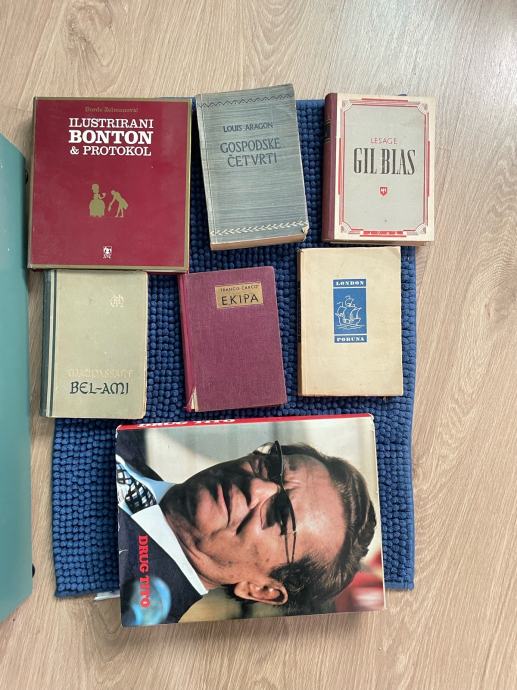 Đorđe Zelmanović
ILUSTRIRANI
BONTON
& PROTOKOL
LOUIS ARAGON
GOSPODSKE
ČETVRTI
LESAGE
GIL BLAS
MAUPASSANT
BEL-AMI
FRANCIS CARCO
EKIPA
LONDON
POBUNA
DRUG TITO